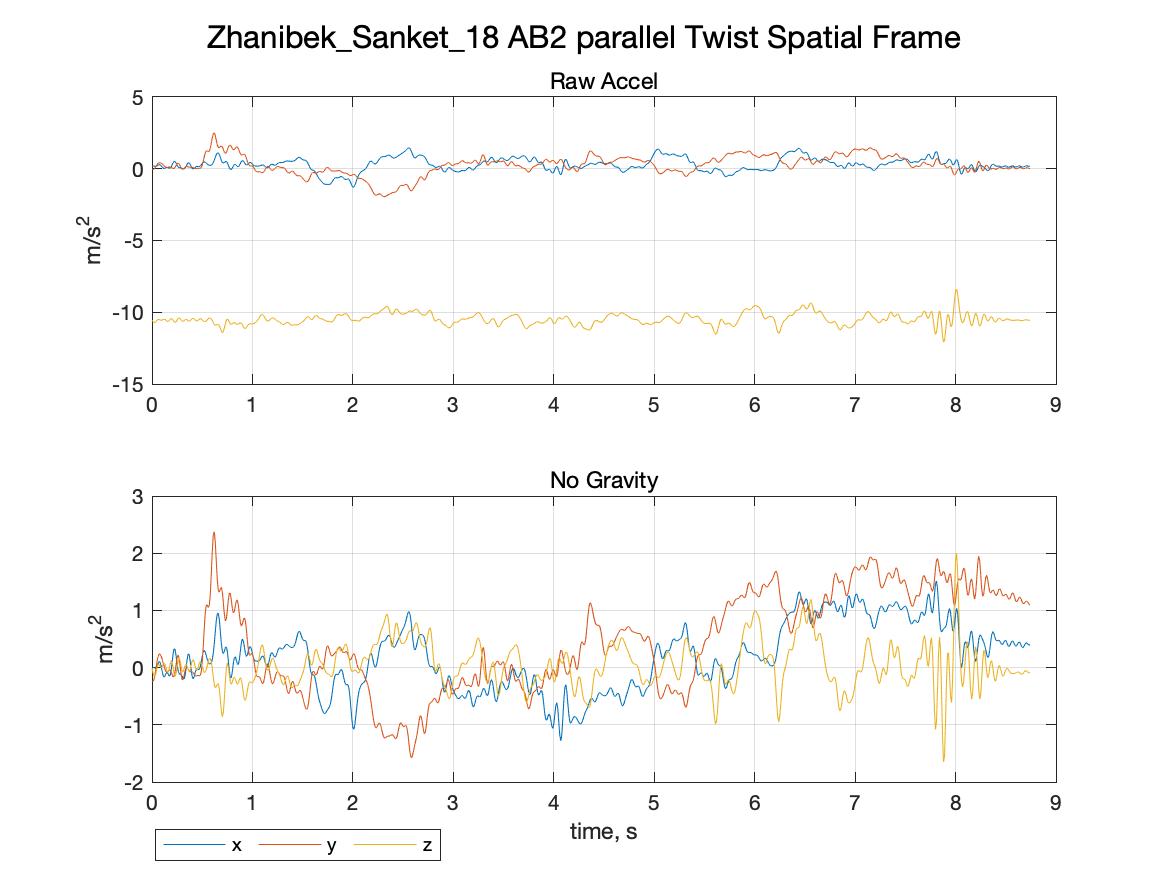 Zhanibek_Sanket_18 AB2 parallel Twist Spatial Frame
Raw Accel
5
0
-5
-10
-15
m/s²
0 1 2 3 4 5 6 7 8 9
No Gravity
3
2
1
0
-1
-2
m/s²
0 1 2 3 4 5 6 7 8 9
time, s
x y z